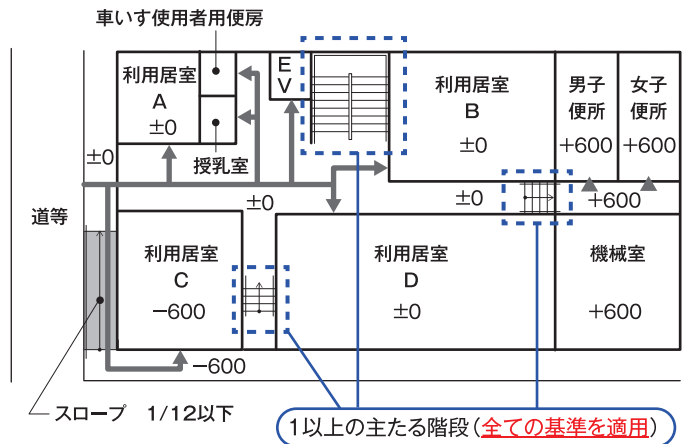 車いす使用者用便房
利用居室
A
±0
E
V
利用居室
B
±0
男子
便所
+600
女子
便所
+600
±0
授乳室
±0
±0
+600
道等
利用居室
C
−600
利用居室
D
±0
機械室
+600
−600
スロープ 1/12以下
1以上の主たる階段(全ての基準を適用)